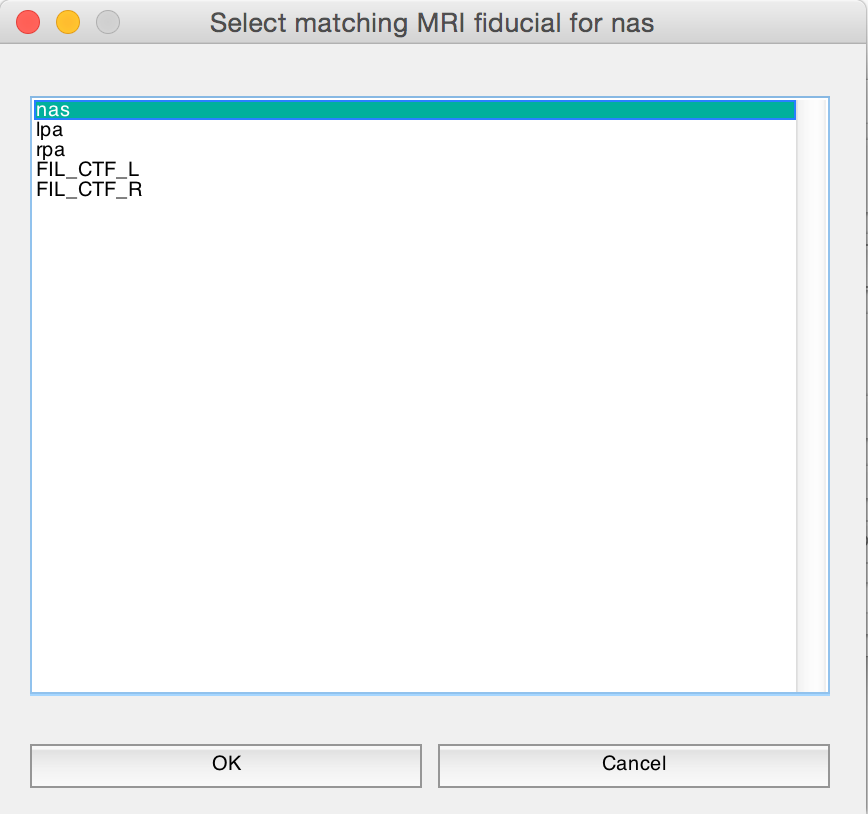 Select matching MRI fiducial for nas
nas
lpa
rpa
FIL_CTF_L
FIL_CTF_R
OK
Cancel